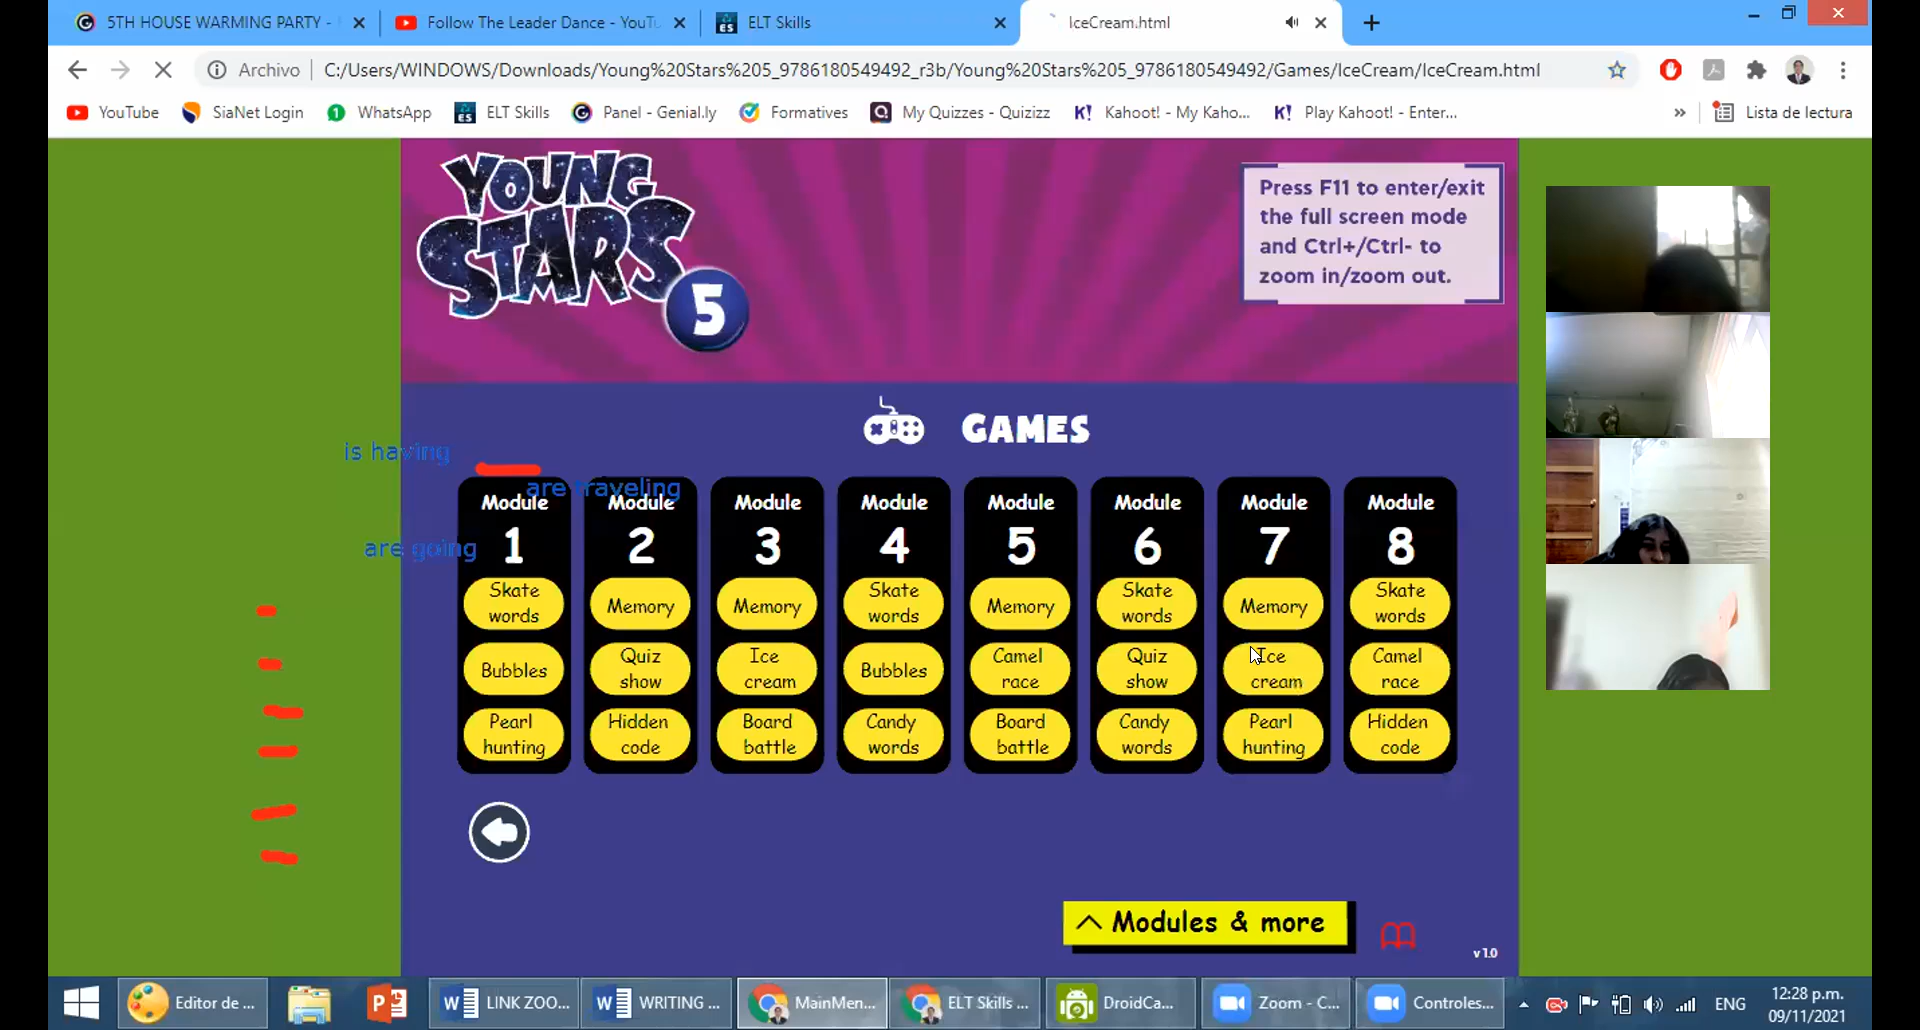 5TH HOUSE WARMING PARTY -
Follow The Leader Dance - YouTu
ELT Skills
IceCream.html
Archivo
C:/Users/WINDOWS/Downloads/Young%20Stars%205_9786180549492_r3b/Young%20Stars%205_9786180549492/Games/IceCream/IceCream.html
YouTube
SiaNet Login
WhatsApp
ELT Skills
Panel - Genial.ly
Formatives
My Quizzes - Quizizz
Kahoot! - My Kaho...
Play Kahoot! - Enter...
»
Lista de lectura
YOUNG
STARS
5
Press F11 to enter/exit
the full screen mode
and Ctrl+/Ctrl- to
zoom in/zoom out.
GAMES
is having
are traveling
are going
Module
1
Skate
words
Bubbles
Pearl
hunting
Module
2
Memory
Quiz
show
Hidden
code
Module
3
Memory
Ice
cream
Board
battle
Module
4
Skate
words
Bubbles
Candy
words
Module
5
Memory
Camel
race
Board
battle
Module
6
Skate
words
Quiz
show
Candy
words
Module
7
Memory
Ice
cream
Pearl
hunting
Module
8
Skate
words
Camel
race
Hidden
code
Modules & more
v 1.0
Editor de ...
LINK ZOO...
WRITING ...
MainMen...
ELT Skills ...
DroidCa...
Zoom - C...
Controles...
ENG
12:28 p.m.
09/11/2021